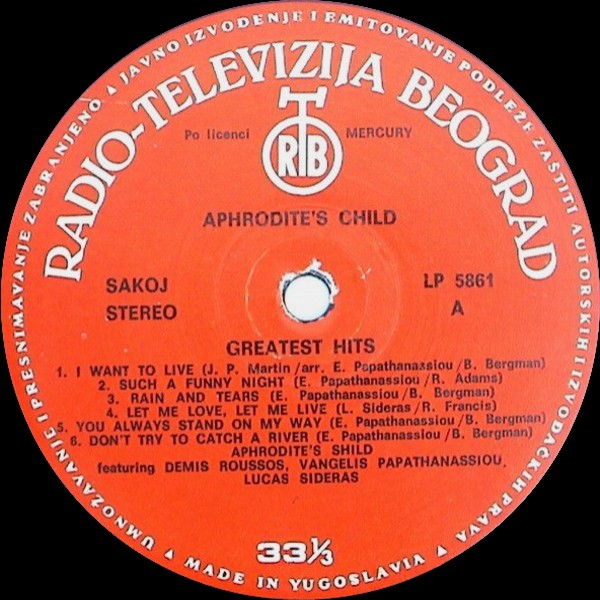 UMNOŽAVANJE I PRESNIMAVANJE ZABRANJENO ▲ JAVNO IZVOĐENJE I EMITOVANJE PODLEŽE ZAŠTITI AUTORSKIH I IZVOĐAČKIH PRAVA ▲ MADE IN YUGOSLAVIA ▲
RADIO-TELEVIZIJA BEOGRAD
Po licenci MERCURY
RTB
APHRODITE'S CHILD
SAKOJ LP 5861
STEREO A
GREATEST HITS
1. I WANT TO LIVE (J. P. Martin/arr. E. Papathanassiou/B. Bergman)
2. SUCH A FUNNY NIGHT (E. Papathanassiou/R. Adams)
3. RAIN AND TEARS (E. Papathanassiou/B. Bergman)
4. LET ME LOVE, LET ME LIVE (L. Sideras/R. Francis)
5. YOU ALWAYS STAND ON MY WAY (E. Papathanassiou/B. Bergman)
6. DON'T TRY TO CATCH A RIVER (E. Papathanassiou/B. Bergman)
APHRODITE'S SHILD
featuring DEMIS ROUSSOS, VANGELIS PAPATHANASSIOU,
LUCAS SIDERAS
33⅓